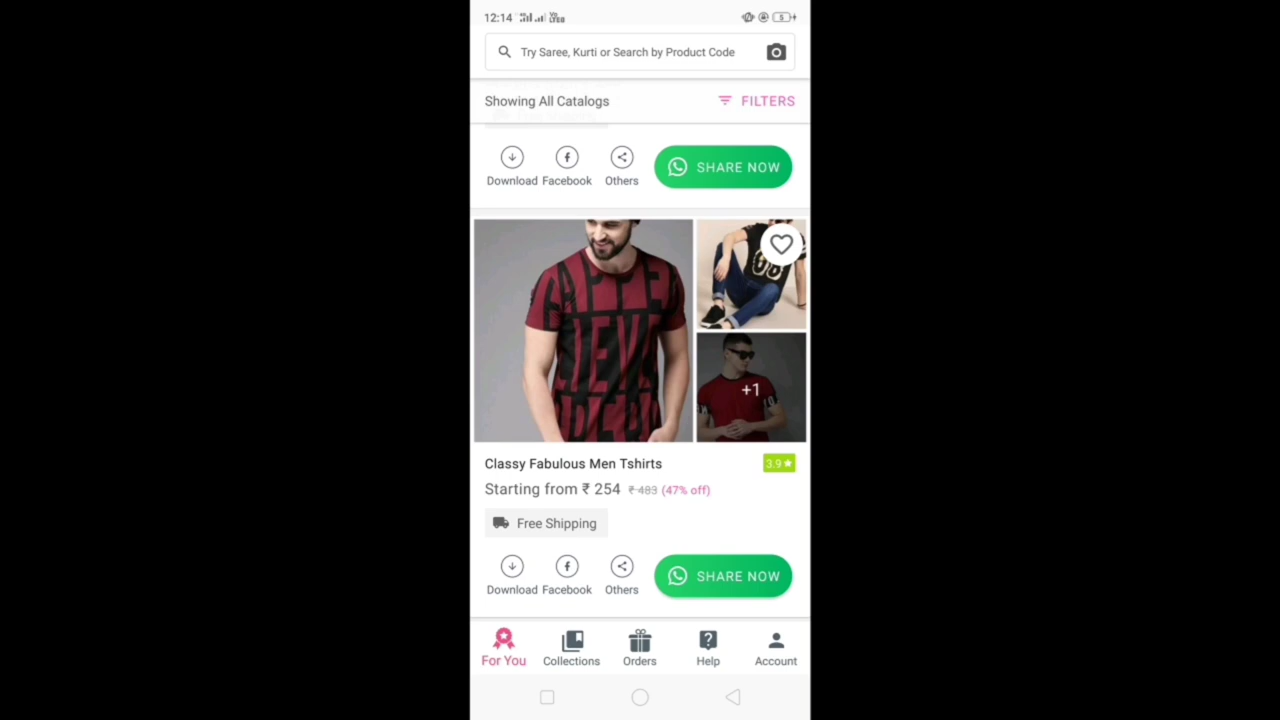 12:14
Try Saree, Kurti or Search by Product Code
Showing All Catalogs FILTERS
Download Facebook Others SHARE NOW
+1
Classy Fabulous Men Tshirts 3.9
Starting from ₹ 254 ₹ 483 (47% off)
Free Shipping
Download Facebook Others SHARE NOW
For You Collections Orders Help Account